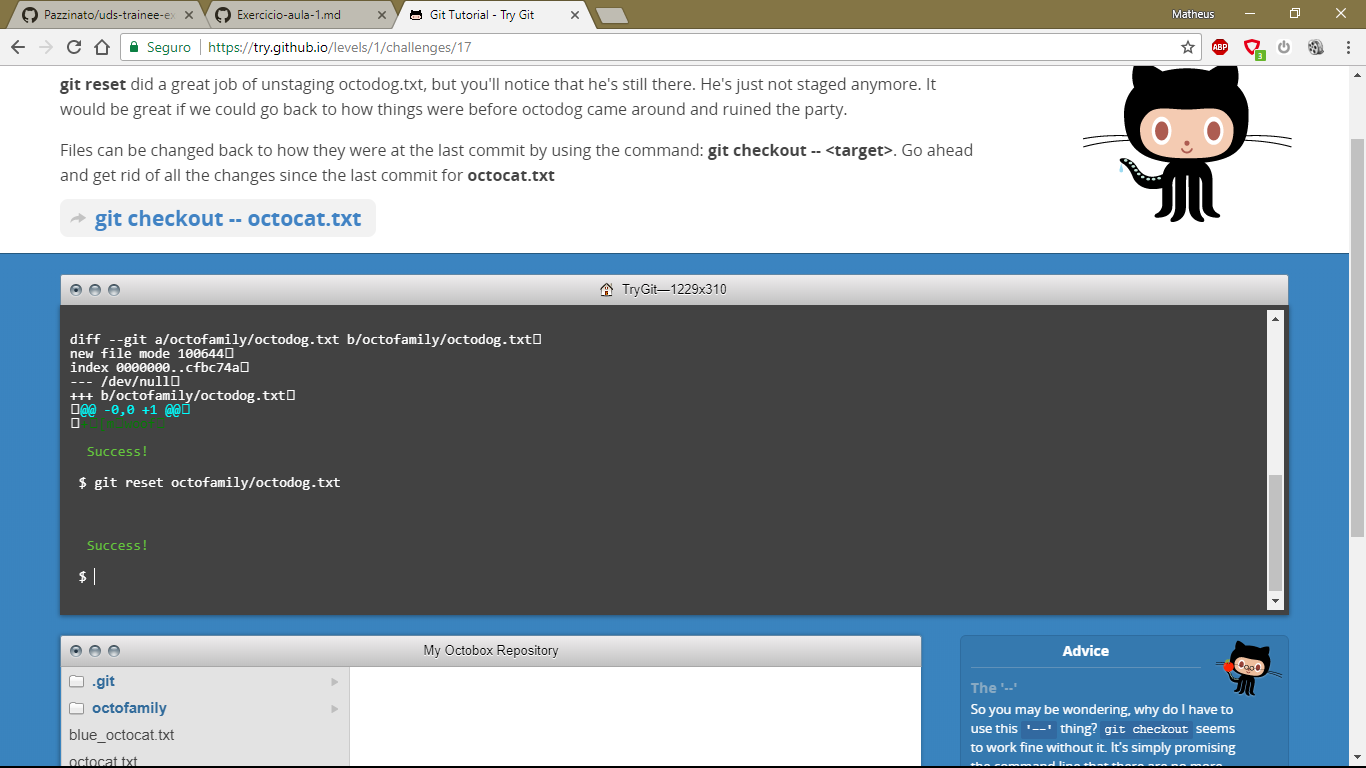 Pazzinato/uds-trainee-ex
Exercicio-aula-1.md
Git Tutorial - Try Git
Matheus
Seguro
https://try.github.io/levels/1/challenges/17
ABP
3
git reset did a great job of unstaging octodog.txt, but you'll notice that he's still there. He's just not staged anymore. It
would be great if we could go back to how things were before octodog came around and ruined the party.
Files can be changed back to how they were at the last commit by using the command: git checkout -- <target>. Go ahead
and get rid of all the changes since the last commit for octocat.txt
git checkout -- octocat.txt
TryGit—1229x310
diff --git a/octofamily/octodog.txt b/octofamily/octodog.txt
new file mode 100644
index 0000000..cfbc74a
--- /dev/null
+++ b/octofamily/octodog.txt
@@ -0,0 +1 @@
Success!
$ git reset octofamily/octodog.txt
Success!
$
My Octobox Repository
.git
octofamily
blue_octocat.txt
octocat.txt
Advice
The '--'
So you may be wondering, why do I have to
use this '--' thing? git checkout seems
to work fine without it. It's simply promising
the command line that there are no more